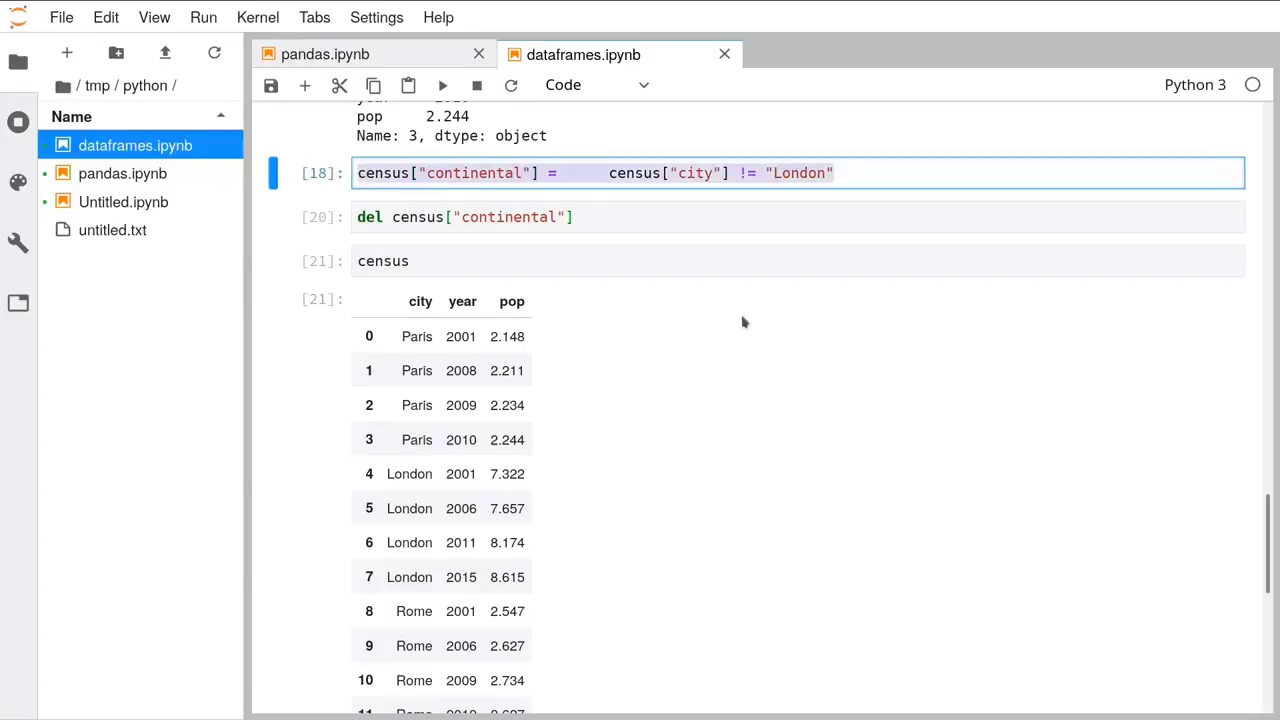 File Edit View Run Kernel Tabs Settings Help
pandas.ipynb
dataframes.ipynb
/ tmp / python /
Code
Python 3
Name
dataframes.ipynb
pandas.ipynb
Untitled.ipynb
untitled.txt
pop 2.244
Name: 3, dtype: object
[18]: census["continental"] = census["city"] != "London"
[20]: del census["continental"]
[21]: census
[21]:
city year pop
0 Paris 2001 2.148
1 Paris 2008 2.211
2 Paris 2009 2.234
3 Paris 2010 2.244
4 London 2001 7.322
5 London 2006 7.657
6 London 2011 8.174
7 London 2015 8.615
8 Rome 2001 2.547
9 Rome 2006 2.627
10 Rome 2009 2.734